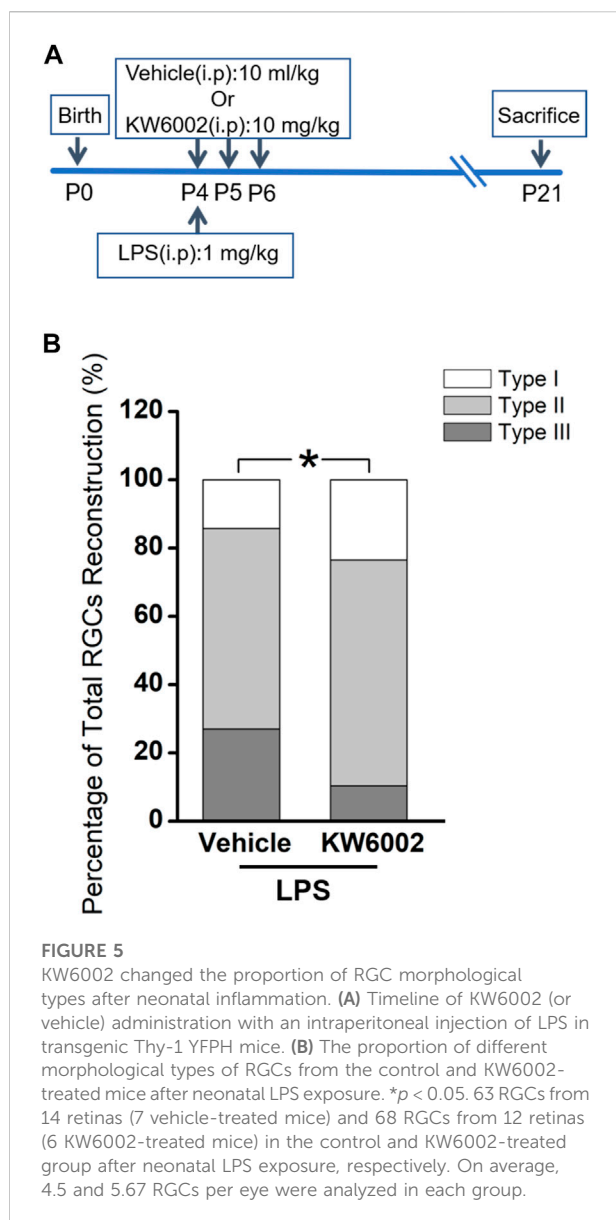 A
Vehicle(i.p):10 ml/kg
Or
KW6002(i.p):10 mg/kg
Birth
Sacrifice
P0
P4
P5
P6
P21
LPS(i.p):1 mg/kg
B
Type I
Type II
Type III
Percentage of Total RGCs Reconstruction (%)
120
100
80
60
40
20
0
*
Vehicle
KW6002
LPS
FIGURE 5
KW6002 changed the proportion of RGC morphological
types after neonatal inflammation. (A) Timeline of KW6002 (or
vehicle) administration with an intraperitoneal injection of LPS in
transgenic Thy-1 YFPH mice. (B) The proportion of different
morphological types of RGCs from the control and KW6002-
treated mice after neonatal LPS exposure. *p < 0.05. 63 RGCs from
14 retinas (7 vehicle-treated mice) and 68 RGCs from 12 retinas
(6 KW6002-treated mice) in the control and KW6002-treated
group after neonatal LPS exposure, respectively. On average,
4.5 and 5.67 RGCs per eye were analyzed in each group.